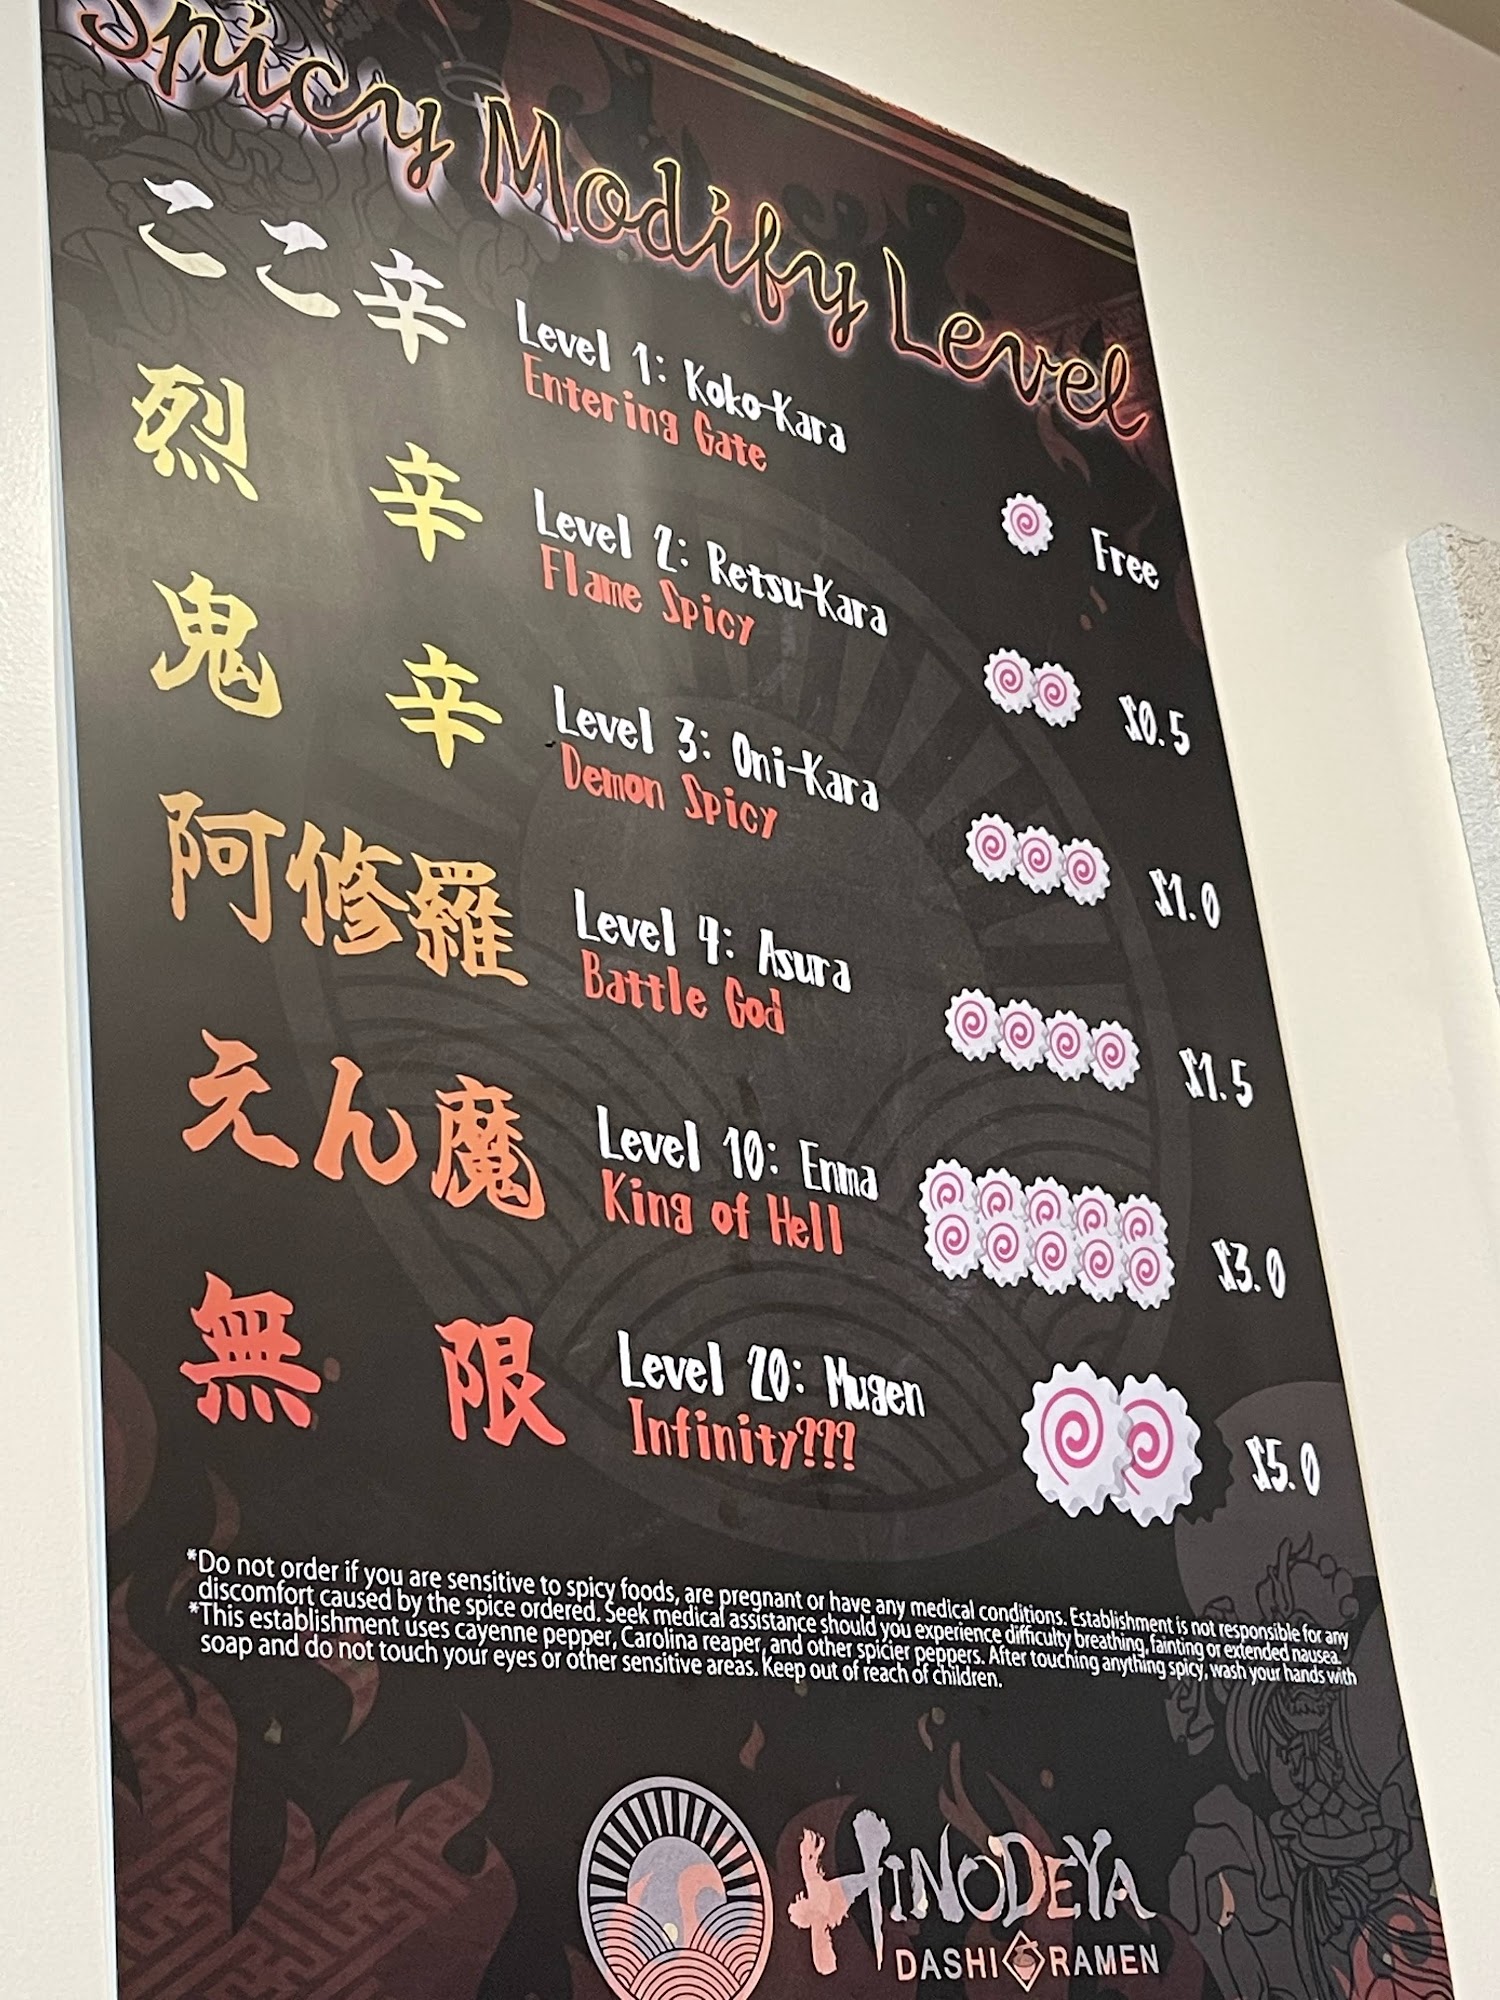 Spicy Modify Level
ここ辛
Level 1: Koko-Kara
Entering Gate
Free
烈辛
Level 2: Retsu-Kara
Flame Spicy
$0.5
鬼辛
Level 3: Oni-Kara
Demon Spicy
$1.0
阿修羅
Level 4: Asura
Battle God
$1.5
えん魔
Level 10: Enma
King of Hell
$3.0
無限
Level 20: Mugen
Infinity???
$5.0
*Do not order if you are sensitive to spicy foods, are pregnant or have any medical conditions. Establishment is not responsible for any
discomfort caused by the spice ordered. Seek medical assistance should you experience difficulty breathing, fainting or extended nausea.
*This establishment uses cayenne pepper, Carolina reaper, and other spicier peppers. After touching anything spicy, wash your hands with
soap and do not touch your eyes or other sensitive areas. Keep out of reach of children.
HINODEYA
DASHI RAMEN